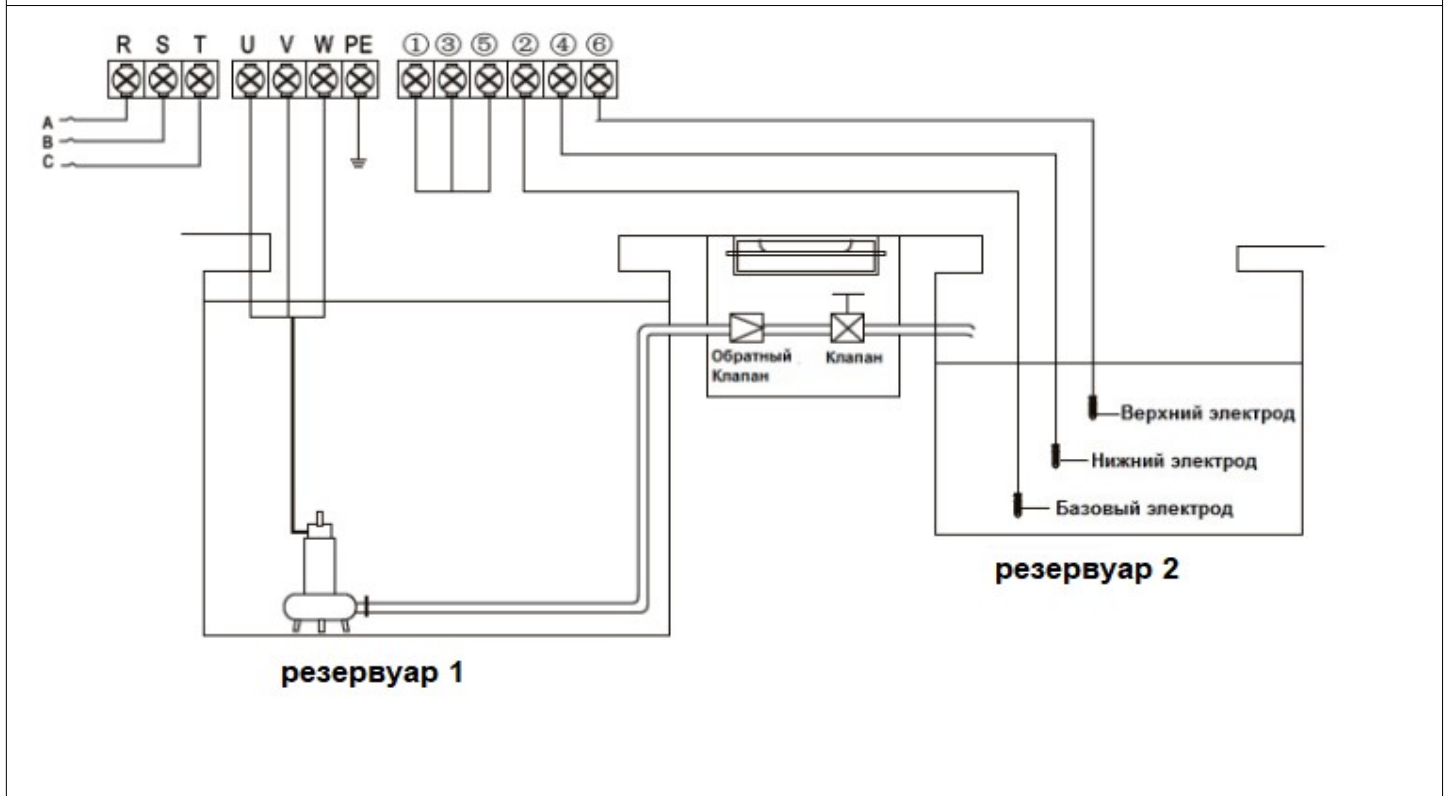 R S T U V W PE ① ③ ⑤ ② ④ ⑥
A
B
C
Обратный Клапан
Клапан
Верхний электрод
Нижний электрод
Базовый электрод
резервуар 2
резервуар 1